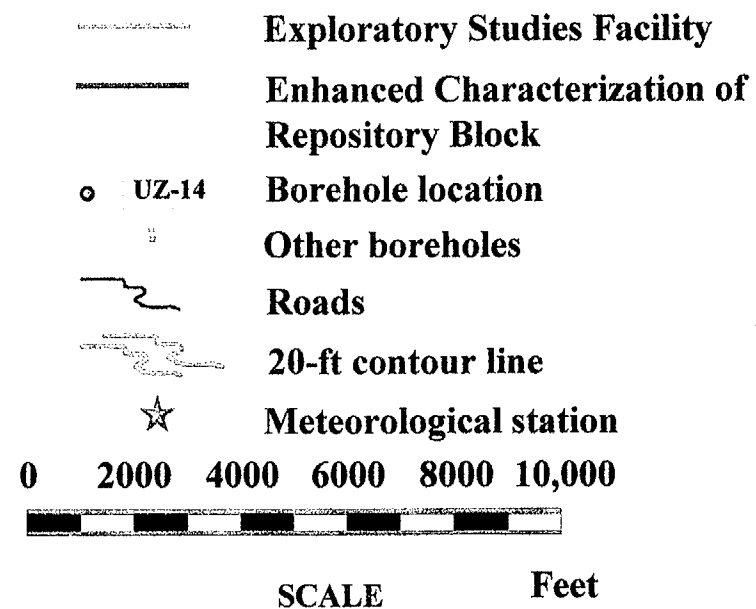 Exploratory Studies Facility
Enhanced Characterization of
Repository Block
UZ-14 Borehole location
Other boreholes
Roads
20-ft contour line
Meteorological station
0 2000 4000 6000 8000 10,000
SCALE Feet